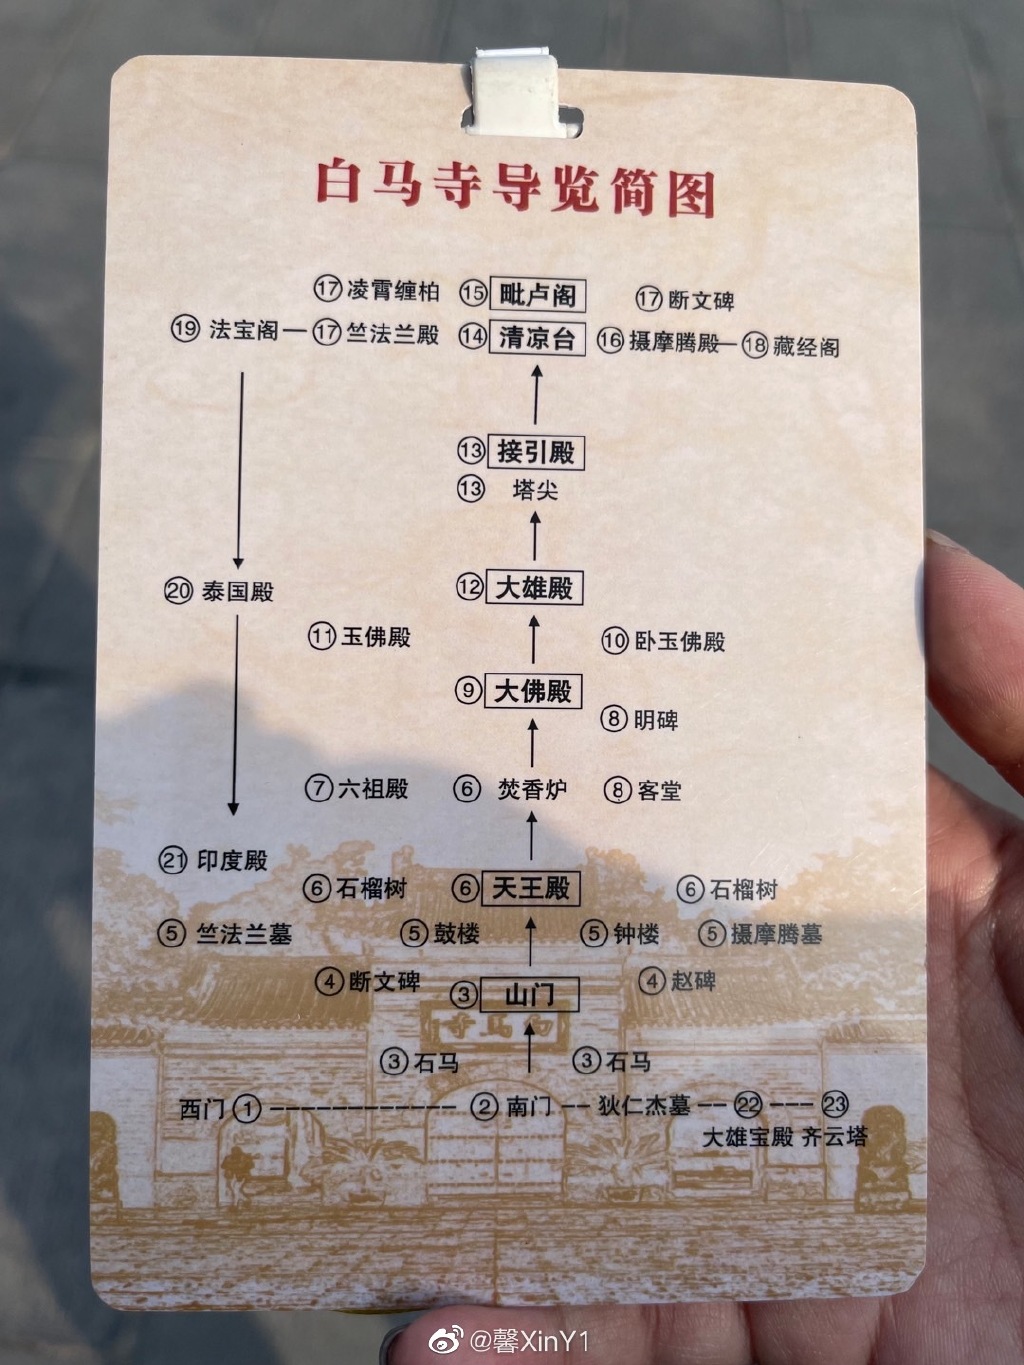 白马寺导览简图
⑰凌霄缠柏 ⑮毗卢阁 ⑰断文碑
⑲法宝阁—⑰竺法兰殿 ⑭清凉台 ⑯摄摩腾殿—⑱藏经阁
⑬接引殿
⑬塔尖
⑳泰国殿 ⑫大雄殿
⑪玉佛殿 ⑩卧玉佛殿
⑨大佛殿
⑧明碑
⑦六祖殿 ⑥焚香炉 ⑧客堂
㉑印度殿
⑥石榴树 ⑥天王殿 ⑥石榴树
⑤竺法兰墓 ⑤鼓楼 ⑤钟楼 ⑤摄摩腾墓
④断文碑 ③山门 ④赵碑
寺马白
③石马 ③石马
西门①----------②南门--狄仁杰墓--㉒---㉓
大雄宝殿 齐云塔
@馨XinY1